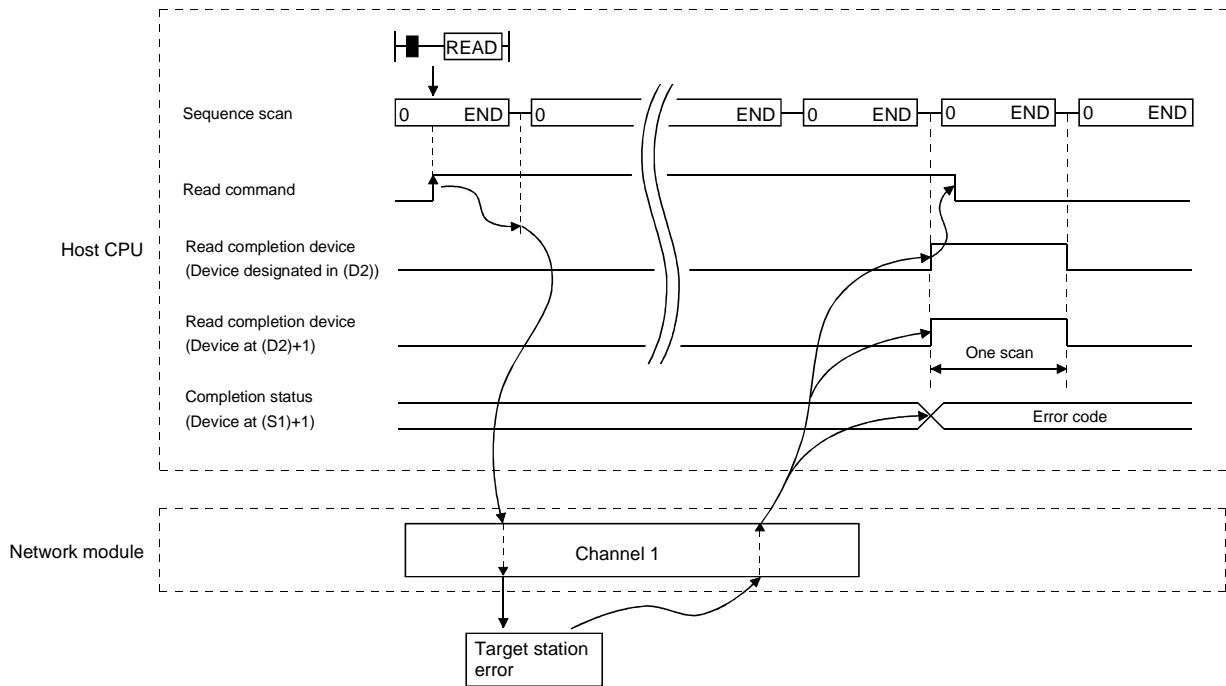 READ
Sequence scan
0 END 0 END 0 END 0 END 0 END
Read command
Host CPU
Read completion device
(Device designated in (D2))
Read completion device
(Device at (D2)+1)
One scan
Completion status
(Device at (S1)+1)
Error code
Network module
Channel 1
Target station
error